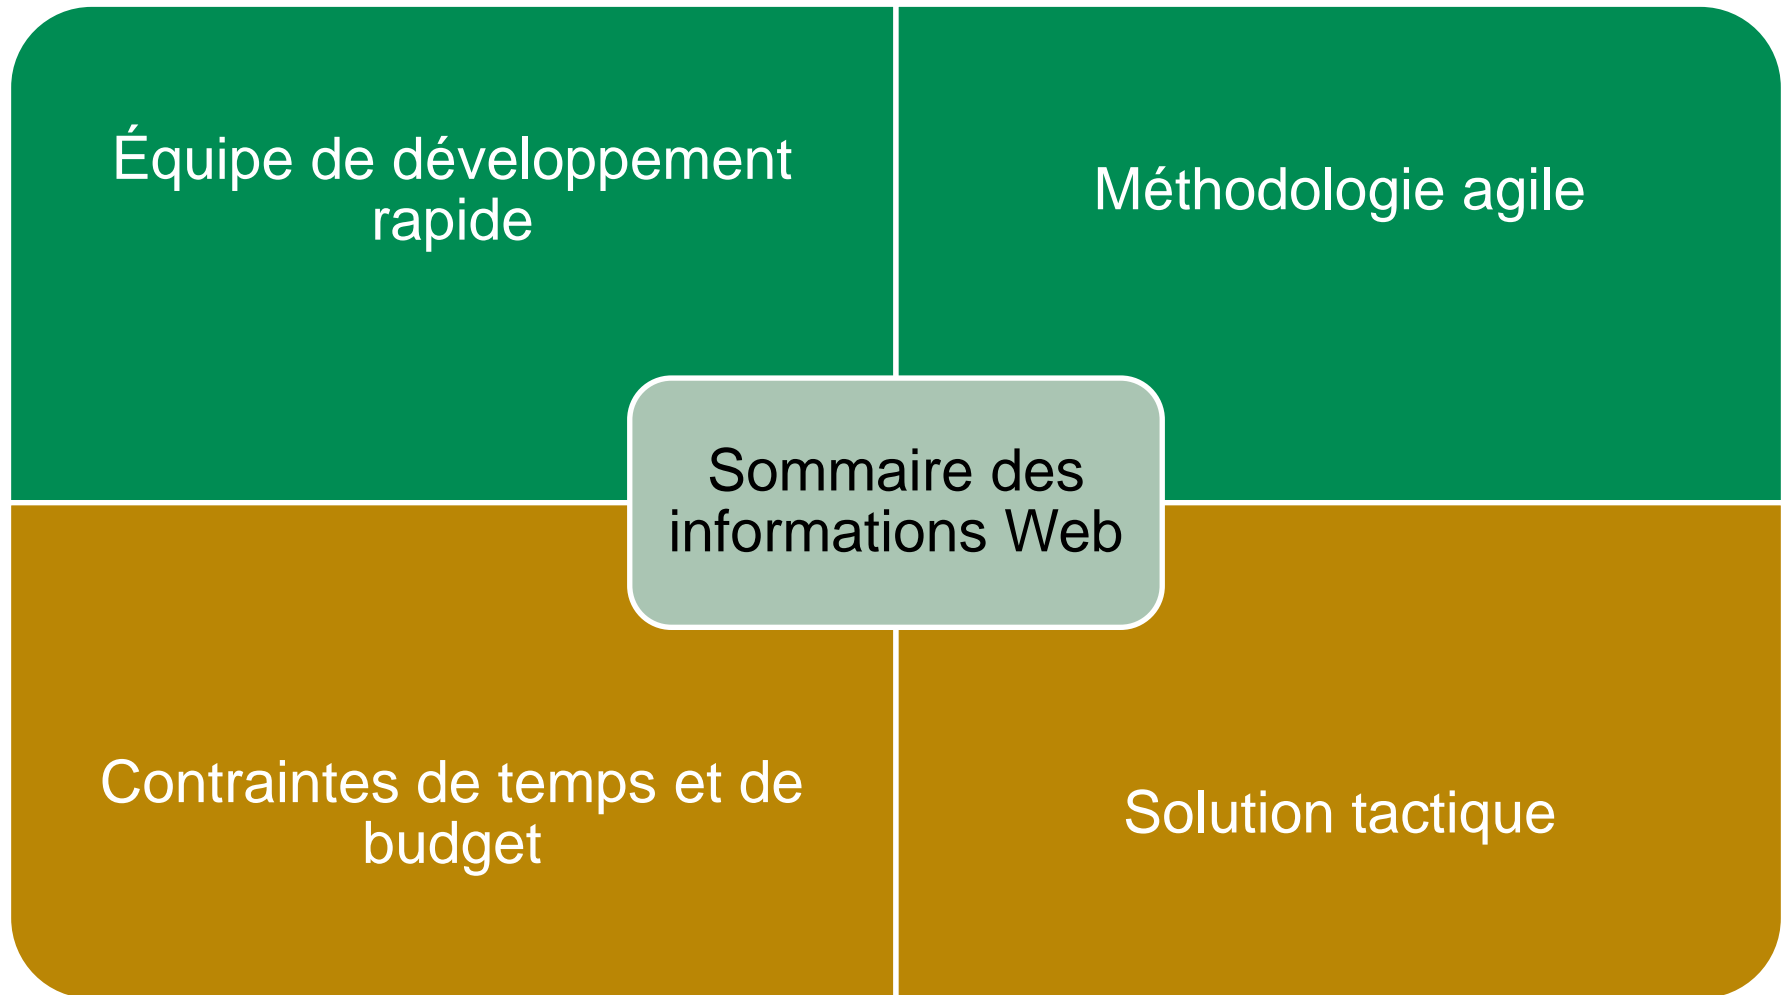 Équipe de développement
rapide
Méthodologie agile
Sommaire des
informations Web
Contraintes de temps et de
budget
Solution tactique